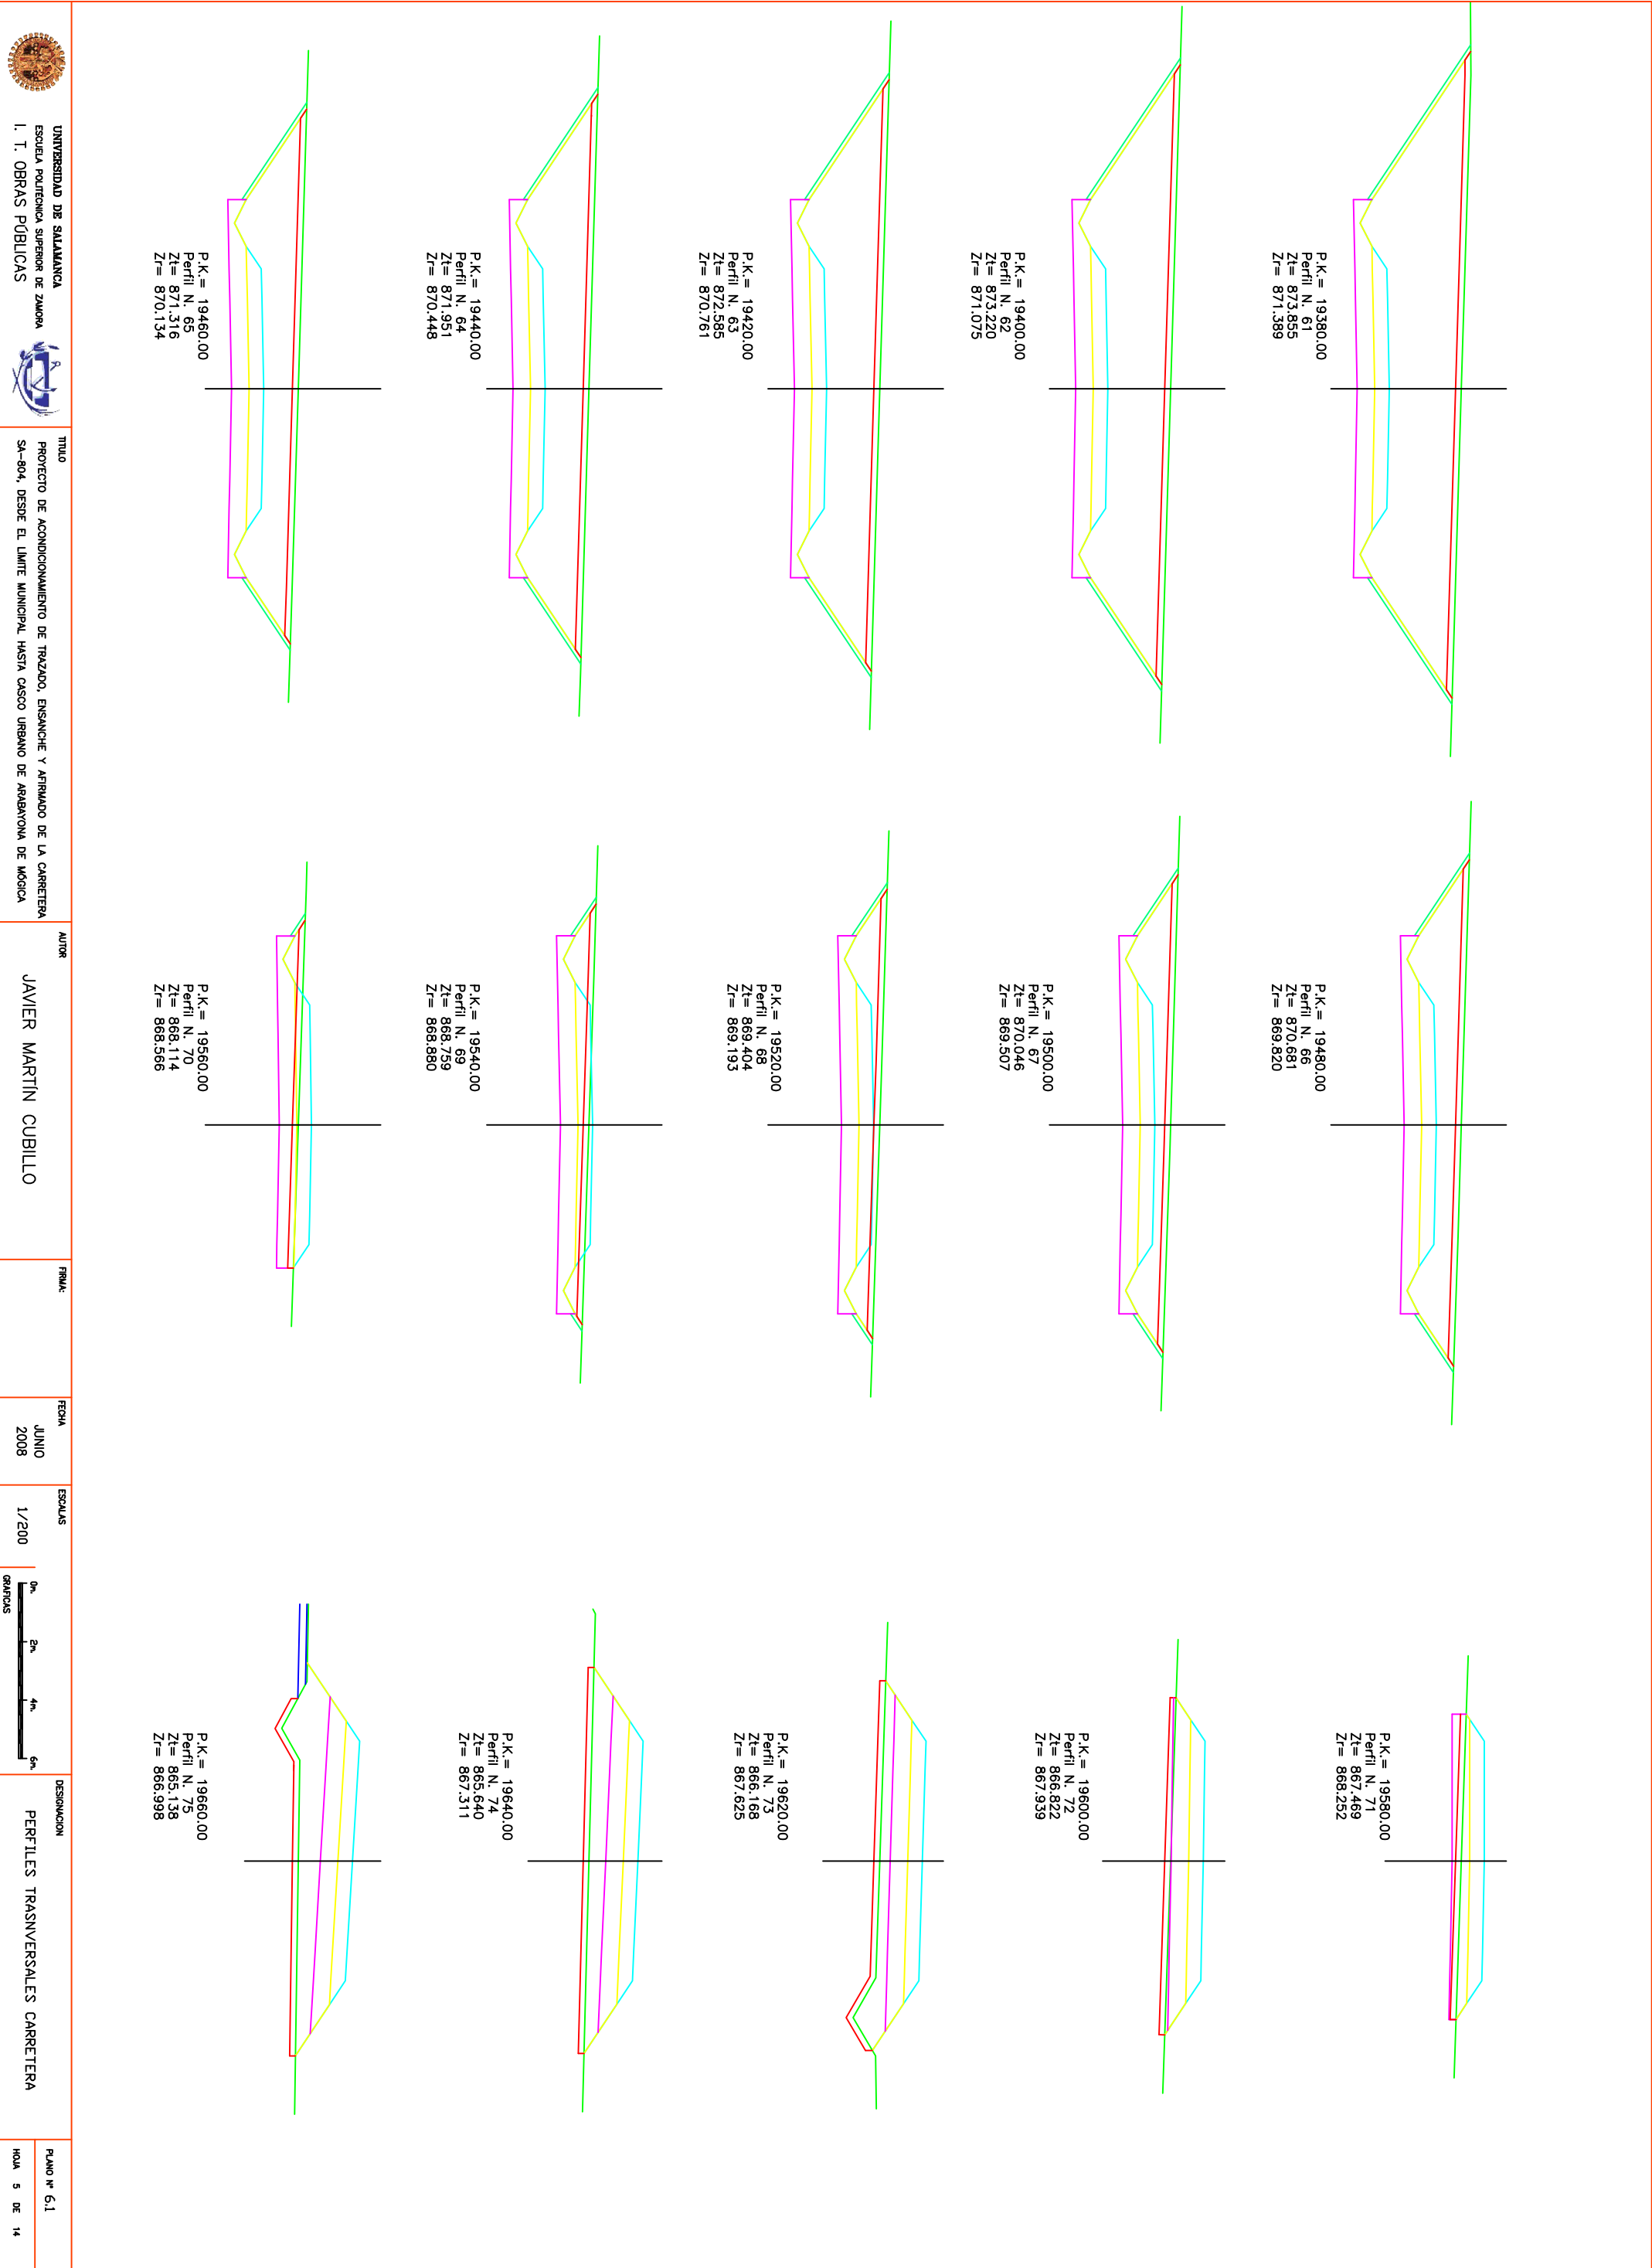 P.K.= 19380.00
Perfil N. 61
Zt= 873.855
Zr= 871.389
P.K.= 19400.00
Perfil N. 62
Zt= 873.220
Zr= 871.075
P.K.= 19420.00
Perfil N. 63
Zt= 872.585
Zr= 870.761
P.K.= 19440.00
Perfil N. 64
Zt= 871.951
Zr= 870.448
P.K.= 19460.00
Perfil N. 65
Zt= 871.316
Zr= 870.134
P.K.= 19480.00
Perfil N. 66
Zt= 870.681
Zr= 869.820
P.K.= 19500.00
Perfil N. 67
Zt= 870.046
Zr= 869.507
P.K.= 19520.00
Perfil N. 68
Zt= 869.404
Zr= 869.193
P.K.= 19540.00
Perfil N. 69
Zt= 868.759
Zr= 868.880
P.K.= 19560.00
Perfil N. 70
Zt= 868.114
Zr= 868.566
P.K.= 19580.00
Perfil N. 71
Zt= 867.469
Zr= 868.252
P.K.= 19600.00
Perfil N. 72
Zt= 866.822
Zr= 867.939
P.K.= 19620.00
Perfil N. 73
Zt= 866.168
Zr= 867.625
P.K.= 19640.00
Perfil N. 74
Zt= 865.640
Zr= 867.311
P.K.= 19660.00
Perfil N. 75
Zt= 865.138
Zr= 866.998
UNIVERSIDAD DE SALAMANCA
ESCUELA POLITÉCNICA SUPERIOR DE ZAMORA
I. T. OBRAS PÚBLICAS
TITULO
PROYECTO DE ACONDICIONAMIENTO DE TRAZADO, ENSANCHE Y AFIRMADO DE LA CARRETERA
SA-804, DESDE EL LÍMITE MUNICIPAL HASTA CASCO URBANO DE ARABAYONA DE MÓGICA
AUTOR
JAVIER MARTÍN CUBILLO
FIRMA:
FECHA
JUNIO
2008
ESCALAS
1/200
0m. 2m. 4m. 6m.
GRAFICAS
DESIGNACION
PERFILES TRASNVERSALES CARRETERA
PLANO Nº 6.1
HOJA 5 DE 14